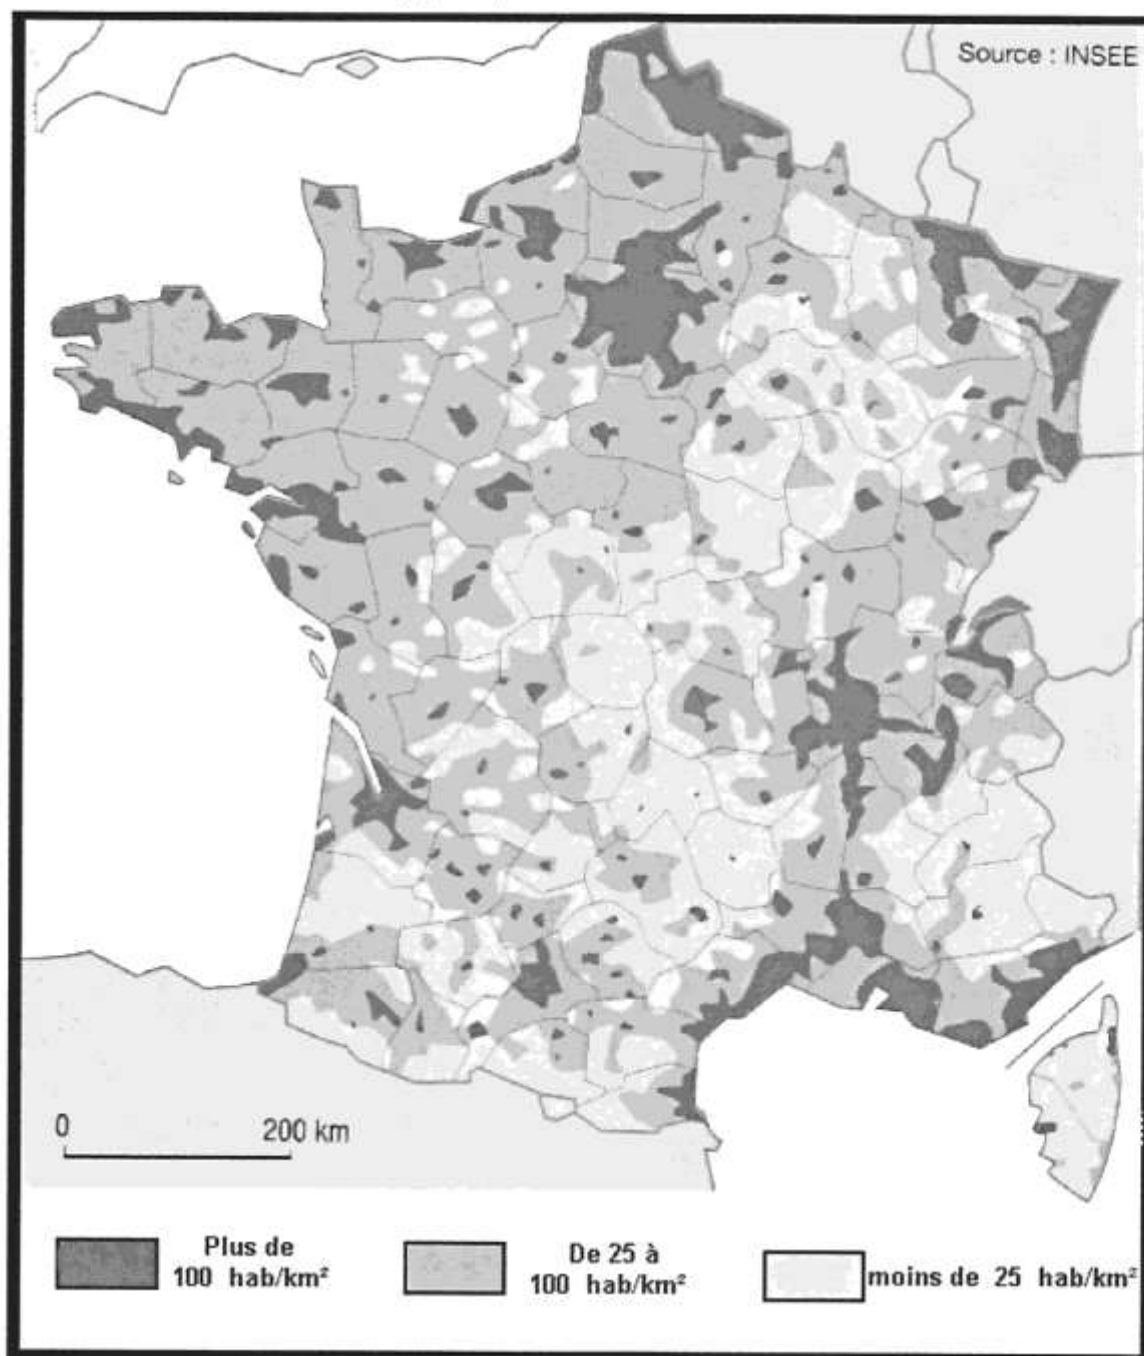 Source : INSEE
0 200 km
Plus de
100 hab/km²
De 25 à
100 hab/km²
moins de 25 hab/km²